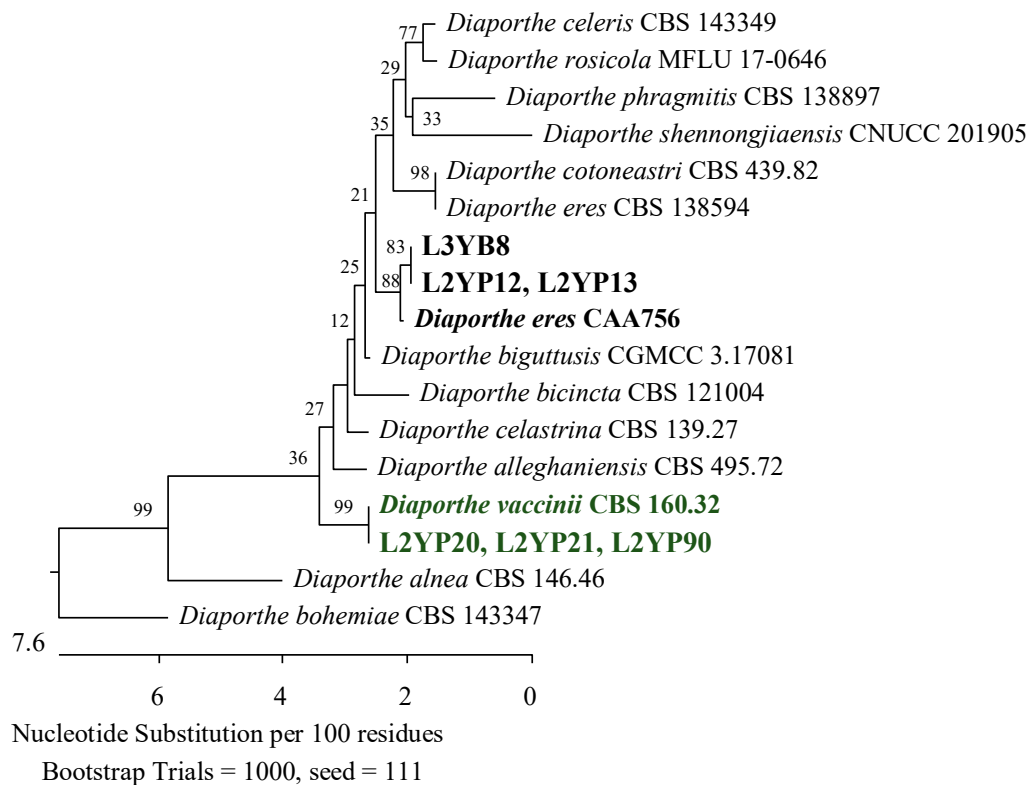 77
Diaporthe celeris CBS 143349
Diaporthe rosicola MFLU 17-0646
29
Diaporthe phragmitis CBS 138897
33
35
Diaporthe shennongjiaensis CNUCC 201905
98
Diaporthe cotoneastri CBS 439.82
21
Diaporthe eres CBS 138594
83
L3YB8
25
88
L2YP12, L2YP13
12
Diaporthe eres CAA756
Diaporthe biguttusis CGMCC 3.17081
Diaporthe bicincta CBS 121004
27
Diaporthe celastrina CBS 139.27
36
Diaporthe alleghaniensis CBS 495.72
99
99
Diaporthe vaccinii CBS 160.32
L2YP20, L2YP21, L2YP90
Diaporthe alnea CBS 146.46
Diaporthe bohemiae CBS 143347
7.6
6 4 2 0
Nucleotide Substitution per 100 residues
Bootstrap Trials = 1000, seed = 111